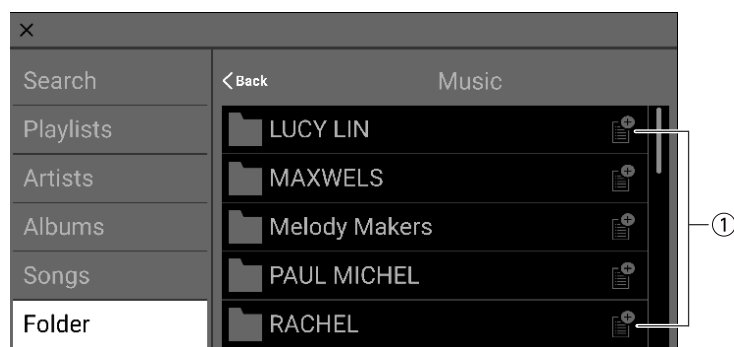 ×
Search
Playlists
Artists
Albums
Songs
Folder
Back
Music
LUCY LIN
MAXWELS
Melody Makers
PAUL MICHEL
RACHEL
①